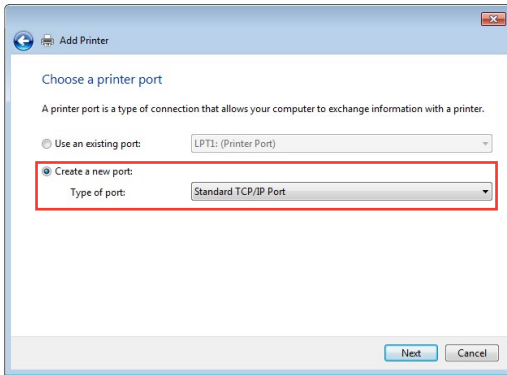 Add Printer
Choose a printer port
A printer port is a type of connection that allows your computer to exchange information with a printer.
Use an existing port: LPT1: (Printer Port)
Create a new port:
Type of port: Standard TCP/IP Port
Next Cancel